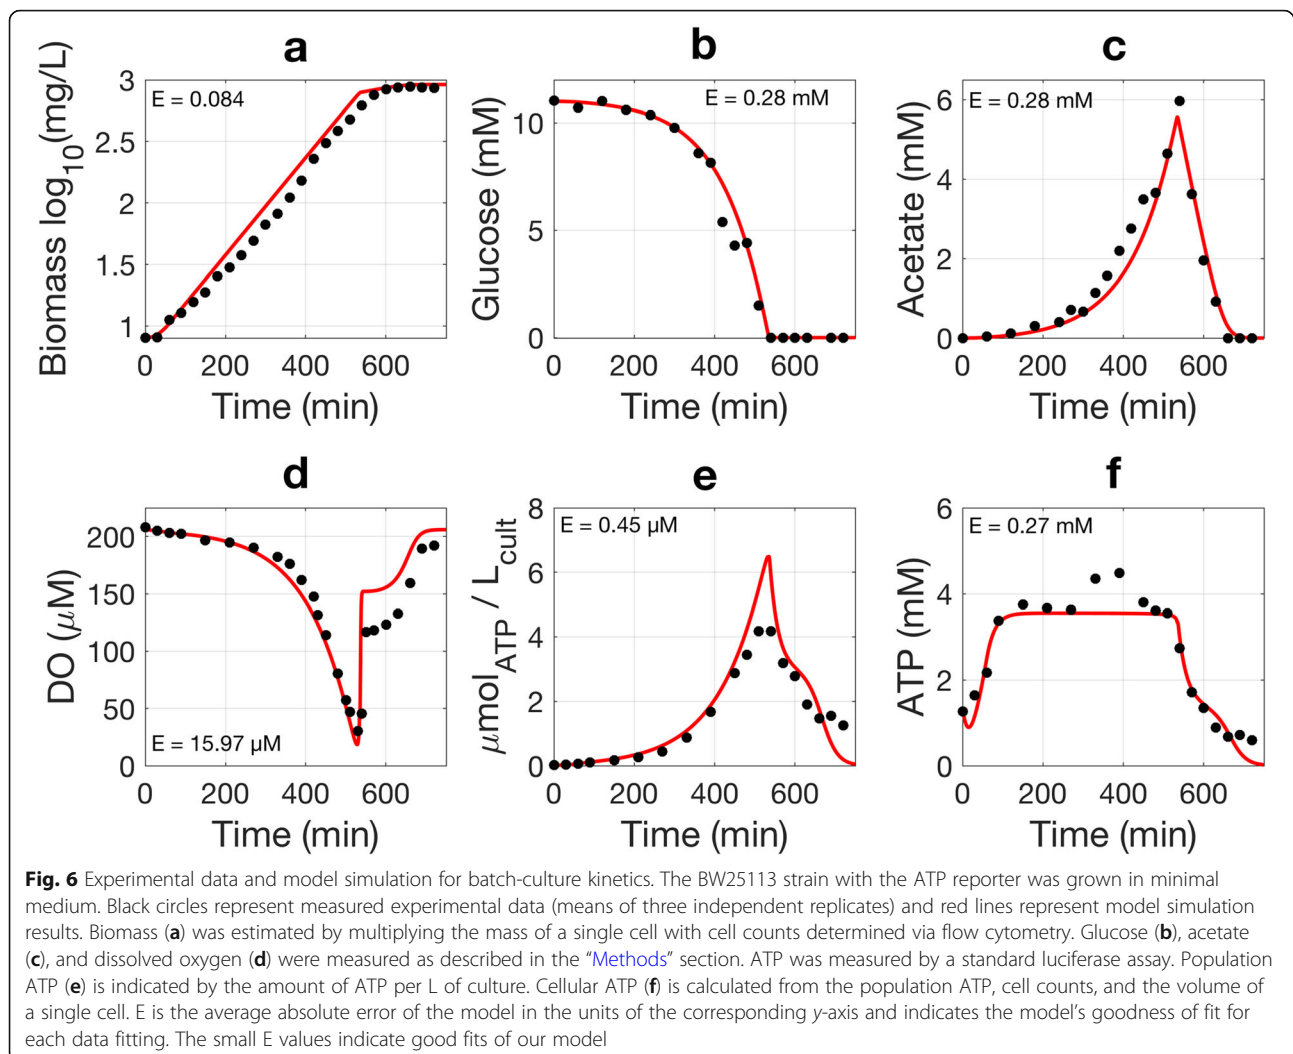 a
b
c
Biomass log10(mg/L)
3
2.5
2
1.5
1
E = 0.084
0
200
400
600
Time (min)
Glucose (mM)
10
5
0
E = 0.28 mM
0
200
400
600
Time (min)
Acetate (mM)
6
4
2
0
E = 0.28 mM
0
200
400
600
Time (min)
d
e
f
DO (μM)
200
150
100
50
0
E = 15.97 μM
0
200
400
600
Time (min)
μmolATP / Lcult
8
6
4
2
0
E = 0.45 μM
0
200
400
600
Time (min)
ATP (mM)
6
4
2
0
E = 0.27 mM
0
200
400
600
Time (min)
Fig. 6 Experimental data and model simulation for batch-culture kinetics. The BW25113 strain with the ATP reporter was grown in minimal
medium. Black circles represent measured experimental data (means of three independent replicates) and red lines represent model simulation
results. Biomass (a) was estimated by multiplying the mass of a single cell with cell counts determined via flow cytometry. Glucose (b), acetate
(c), and dissolved oxygen (d) were measured as described in the “Methods” section. ATP was measured by a standard luciferase assay. Population
ATP (e) is indicated by the amount of ATP per L of culture. Cellular ATP (f) is calculated from the population ATP, cell counts, and the volume of
a single cell. E is the average absolute error of the model in the units of the corresponding y-axis and indicates the model’s goodness of fit for
each data fitting. The small E values indicate good fits of our model